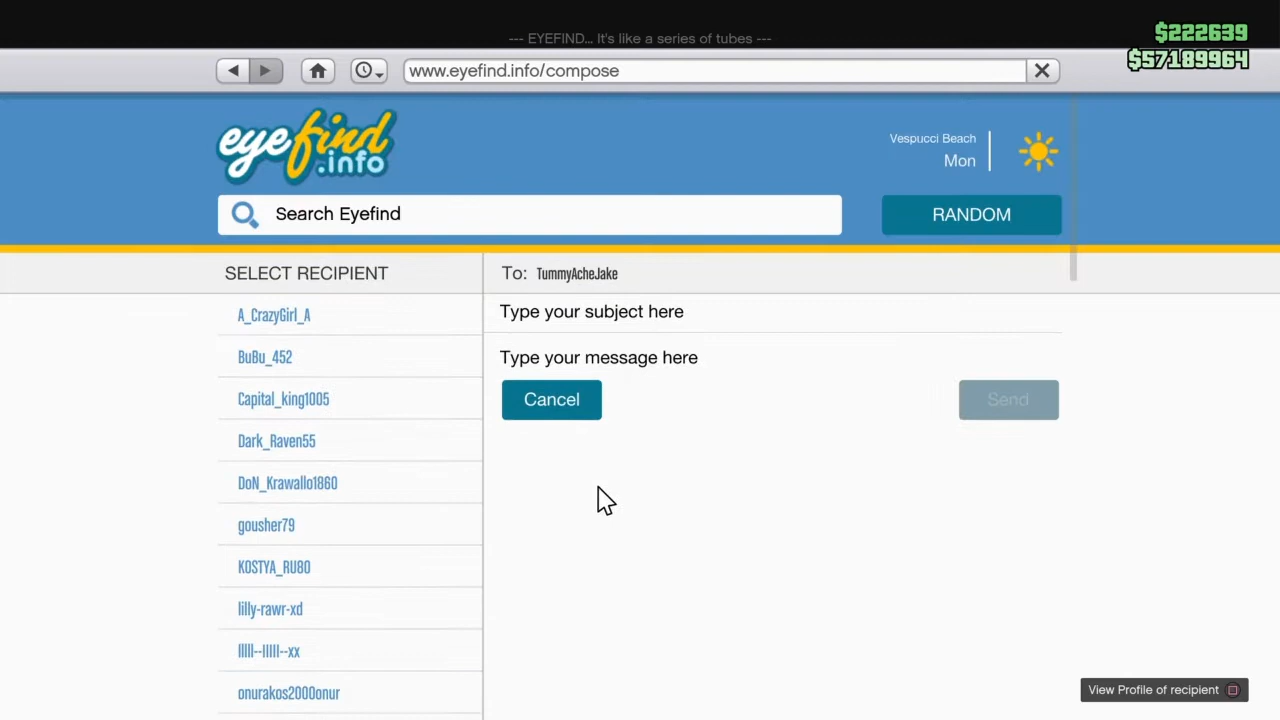 --- EYEFIND... It's like a series of tubes ---
$222639
$57189964
www.eyefind.info/compose
eyefind
.info
Vespucci Beach
Mon
Search Eyefind
RANDOM
SELECT RECIPIENT
To: TummyAcheJake
A_CrazyGirl_A
Type your subject here
BuBu_452
Type your message here
Capital_king1005
Cancel
Send
Dark_Raven55
DoN_Krawallo1860
gousher79
KOSTYA_RU80
lilly-rawr-xd
onurakos2000onur
View Profile of recipient